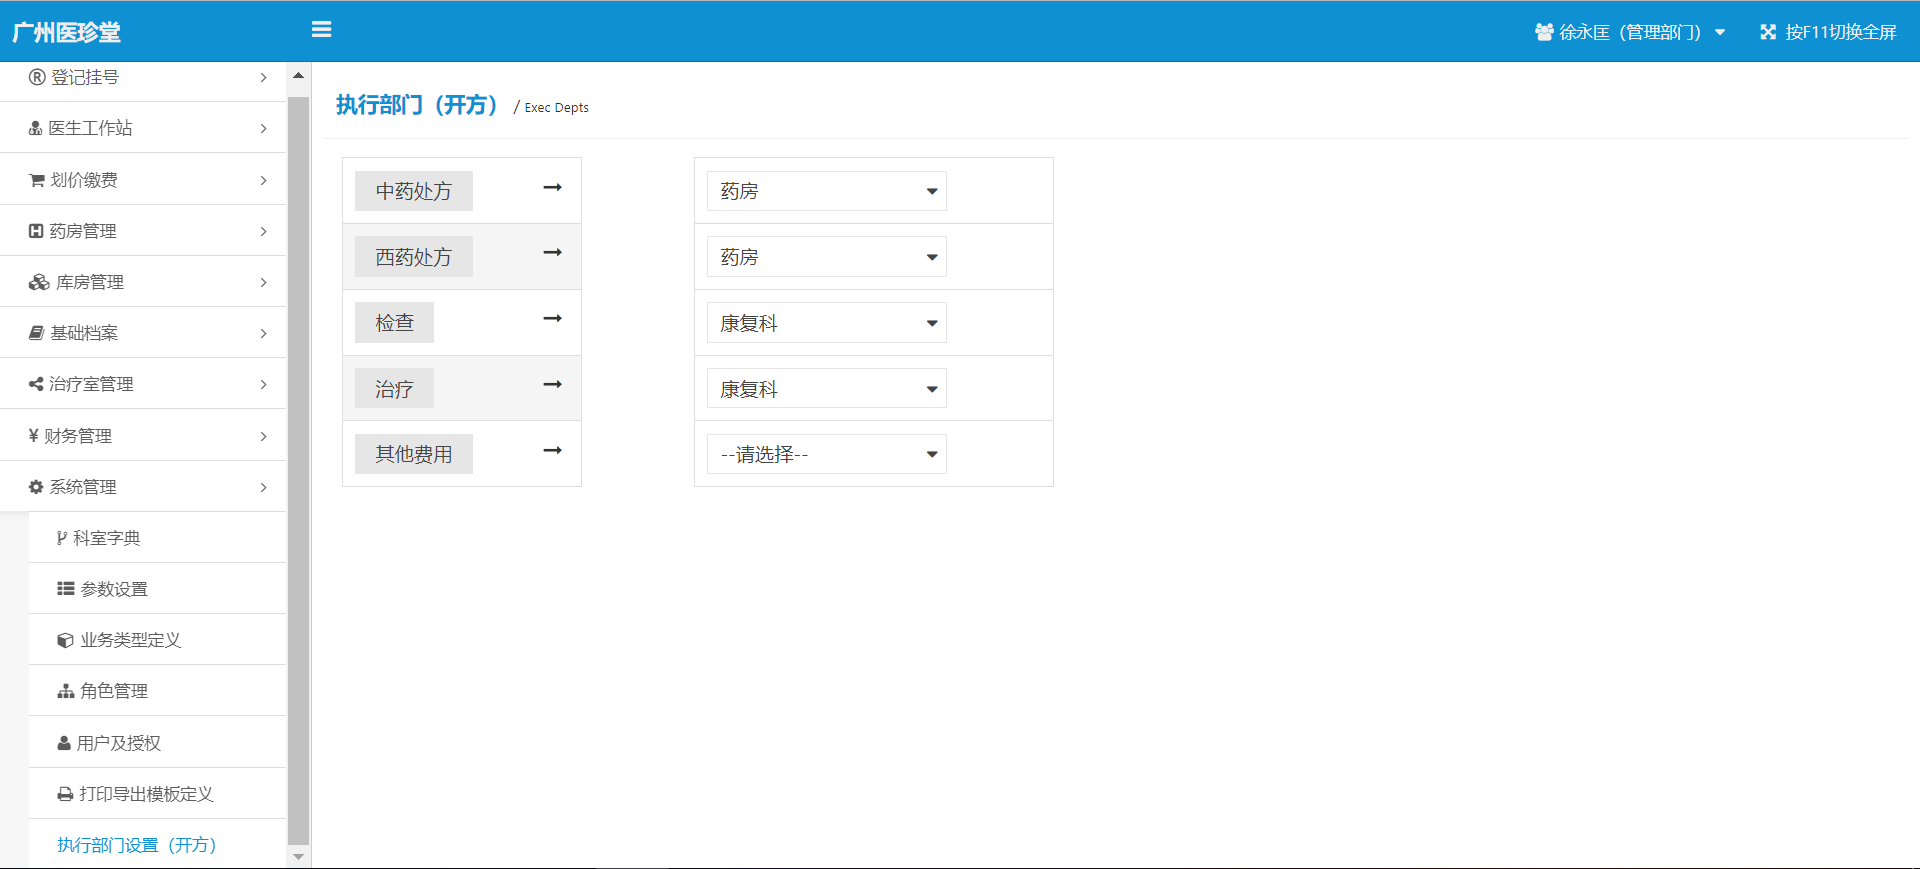 广州医珍堂
徐永匡（管理部门）
按F11切换全屏
登记挂号
医生工作站
划价缴费
药房管理
库房管理
基础档案
治疗室管理
财务管理
系统管理
科室字典
参数设置
业务类型定义
角色管理
用户及授权
打印导出模板定义
执行部门设置（开方）
执行部门（开方） / Exec Depts
中药处方 药房
西药处方 药房
检查 康复科
治疗 康复科
其他费用 --请选择--